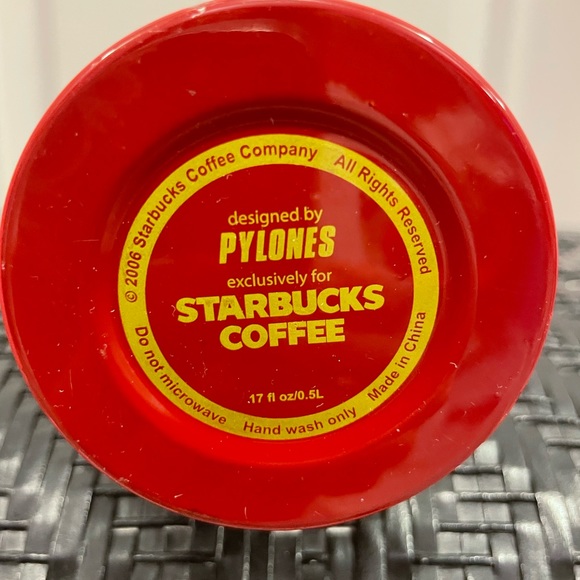 © 2006 Starbucks Coffee Company All Rights Reserved
designed by
PYLONES
exclusively for
STARBUCKS
COFFEE
.17 fl oz/0.5L
Do not microwave Hand wash only Made in China